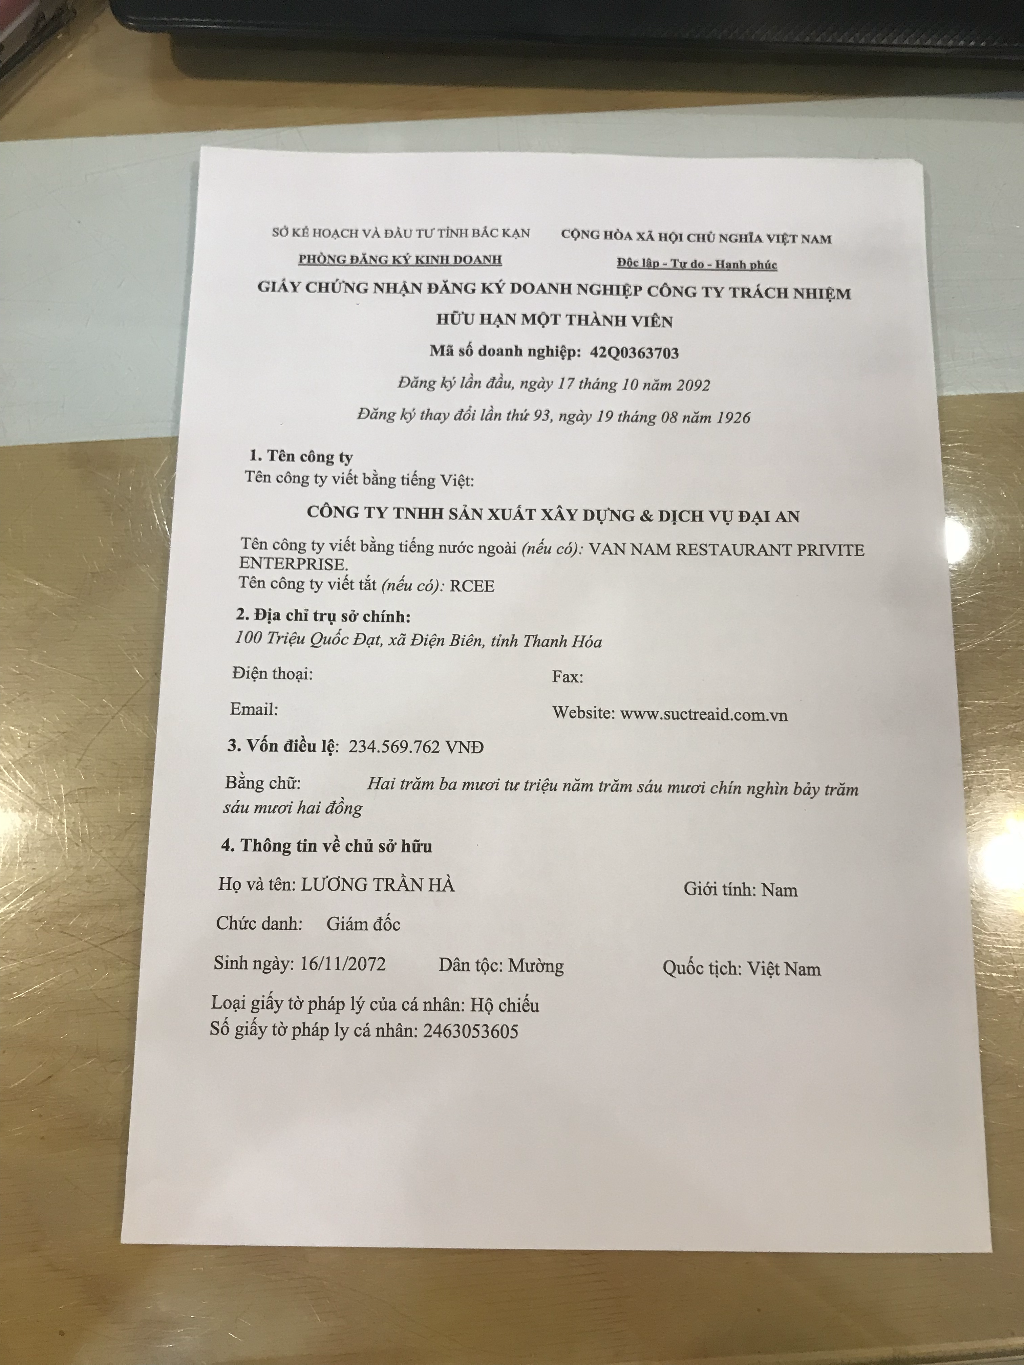 SỞ KẾ HOẠCH VÀ ĐẦU TƯ TỈNH BẮC KẠN
CỘNG HÒA XÃ HỘI CHỦ NGHĨA VIỆT NAM
PHÒNG ĐĂNG KÝ KINH DOANH
Độc lập - Tự do - Hạnh phúc
GIẤY CHỨNG NHẬN ĐĂNG KÝ DOANH NGHIỆP CÔNG TY TRÁCH NHIỆM
HỮU HẠN MỘT THÀNH VIÊN
Mã số doanh nghiệp: 42Q0363703
Đăng ký lần đầu, ngày 17 tháng 10 năm 2092
Đăng ký thay đổi lần thứ 93, ngày 19 tháng 08 năm 1926
1. Tên công ty
Tên công ty viết bằng tiếng Việt:
CÔNG TY TNHH SẢN XUẤT XÂY DỰNG & DỊCH VỤ ĐẠI AN
Tên công ty viết bằng tiếng nước ngoài (nếu có): VAN NAM RESTAURANT PRIVITE
ENTERPRISE.
Tên công ty viết tắt (nếu có): RCEE
2. Địa chỉ trụ sở chính:
100 Triệu Quốc Đạt, xã Điện Biên, tỉnh Thanh Hóa
Điện thoại:
Fax:
Email:
Website: www.suctreaid.com.vn
3. Vốn điều lệ: 234.569.762 VNĐ
Bằng chữ: Hai trăm ba mươi tư triệu năm trăm sáu mươi chín nghìn bảy trăm
sáu mươi hai đồng
4. Thông tin về chủ sở hữu
Họ và tên: LƯƠNG TRẦN HÀ
Giới tính: Nam
Chức danh: Giám đốc
Sinh ngày: 16/11/2072 Dân tộc: Mường Quốc tịch: Việt Nam
Loại giấy tờ pháp lý của cá nhân: Hộ chiếu
Số giấy tờ pháp ly cá nhân: 2463053605